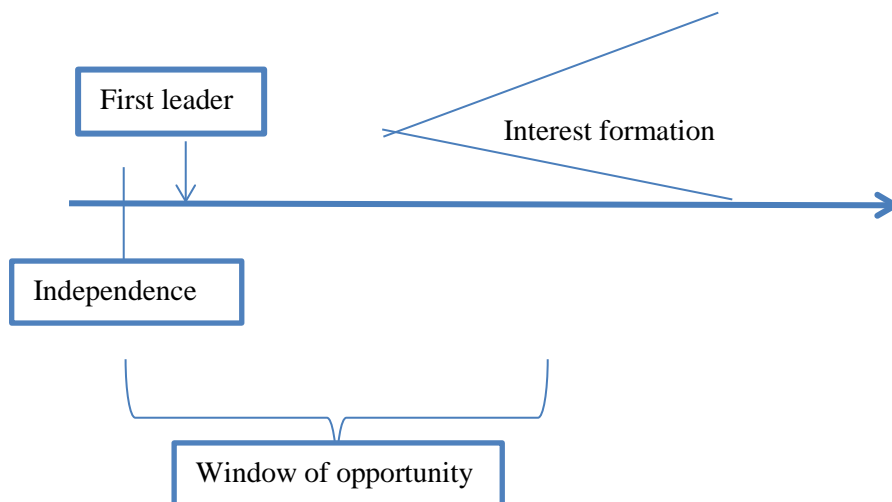 First leader
Interest formation
Independence
Window of opportunity